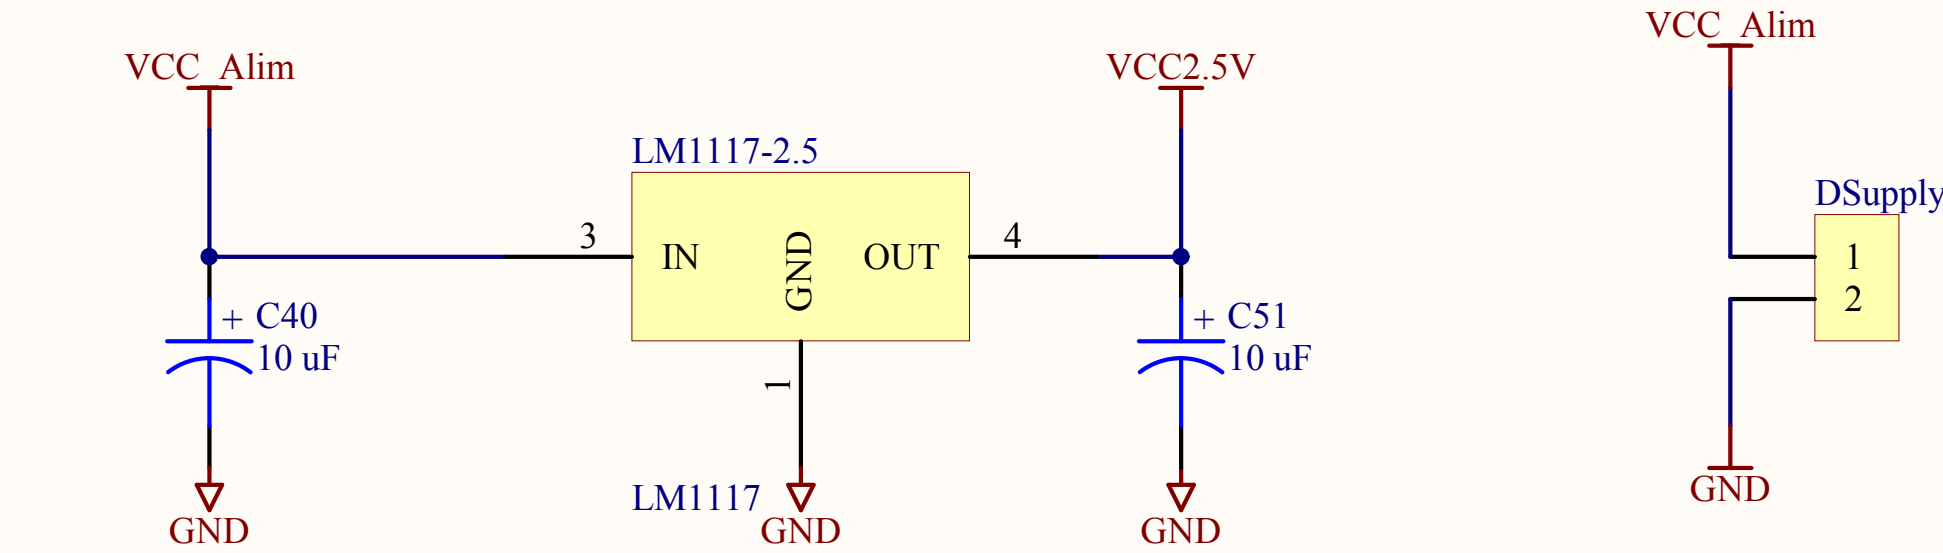 VCC_Alim
VCC2.5V
VCC_Alim
LM1117-2.5
DSupply
3
IN
GND
OUT
4
1
2
+ C40
10 uF
1
+ C51
10 uF
LM1117
GND
GND
GND
GND